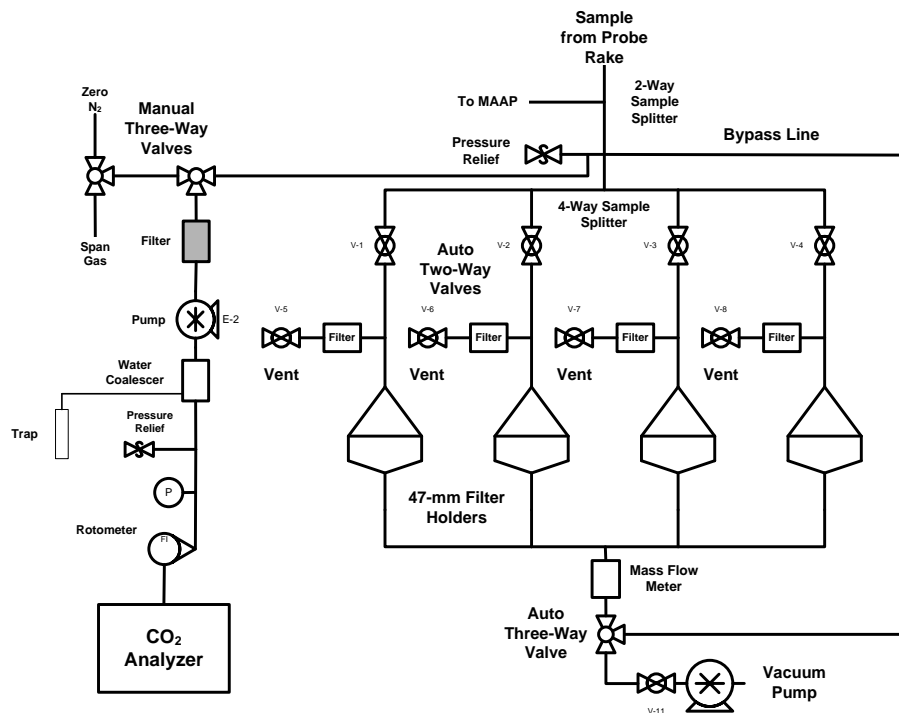 Sample
from Probe
Rake
Zero
N₂
Manual
Three-Way
Valves
To MAAP
2-Way
Sample
Splitter
Pressure
Relief
Bypass Line
Span
Gas
Filter
4-Way Sample
Splitter
V-1
V-2
V-3
V-4
Auto
Two-Way
Valves
Pump
E-2
V-5
Filter
V-6
Filter
V-7
Filter
V-8
Filter
Vent
Vent
Vent
Vent
Water
Coalescer
Trap
Pressure
Relief
P
47-mm Filter
Holders
Rotometer
FI
Mass Flow
Meter
CO₂
Analyzer
Auto
Three-Way
Valve
Vacuum
Pump
V-11